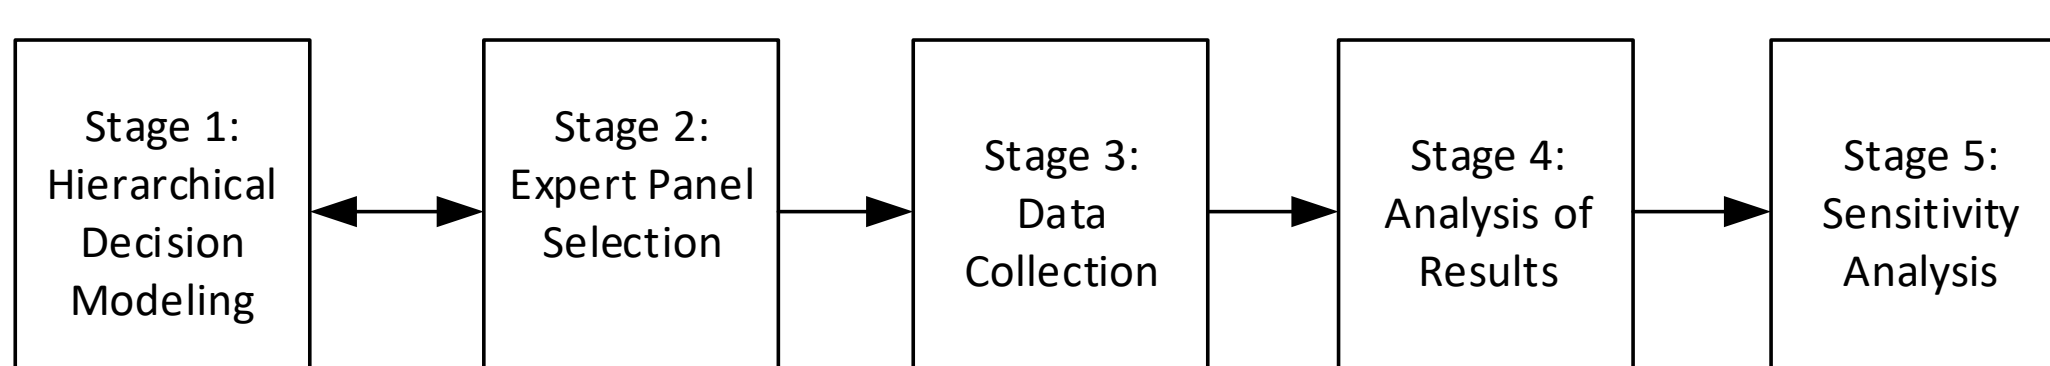 Stage 1:
Hierarchical
Decision
Modeling
Stage 2:
Expert Panel
Selection
Stage 3:
Data
Collection
Stage 4:
Analysis of
Results
Stage 5:
Sensitivity
Analysis